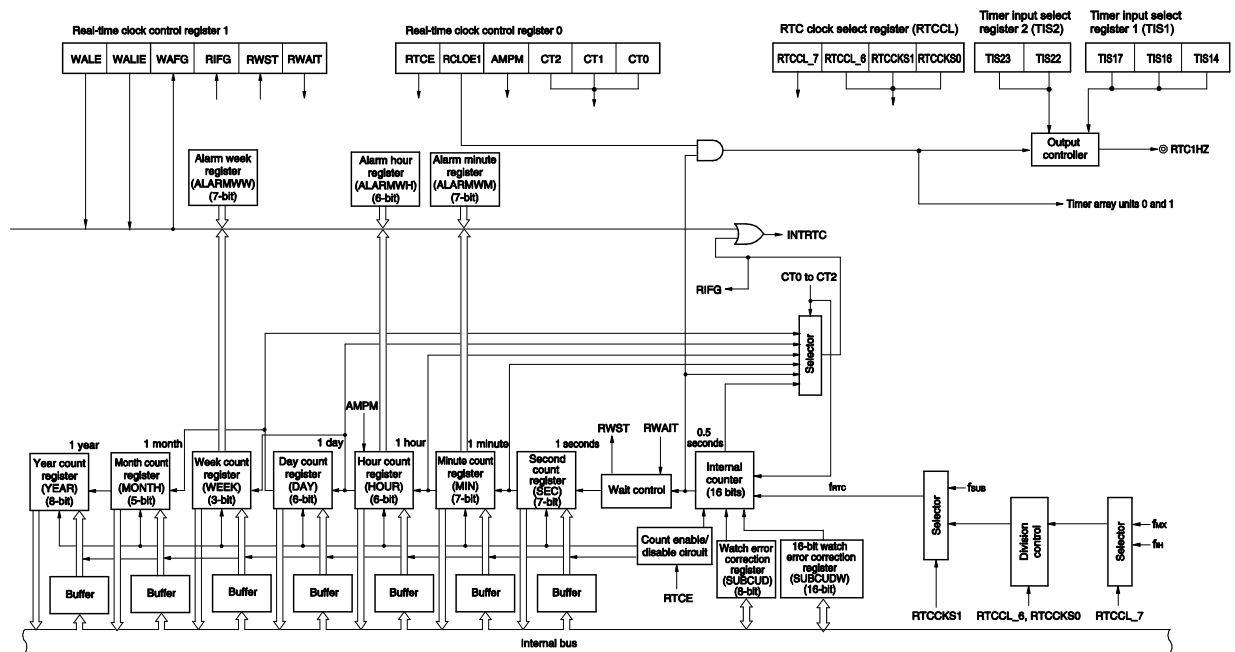 Real-time clock control register 1
WALE WALIE WAFG RIFG RWST RWAIT
Real-time clock control register 0
RTCE RCLOE1 AMPM CT2 CT1 CT0
RTC clock select register (RTCCL)
RTCCL_7 RTCCL_6 RTCCKS1 RTCCKS0
Timer input select
register 2 (TIS2)
TIS23 TIS22
Timer input select
register 1 (TIS1)
TIS17 TIS16 TIS14
Output
controller
RTC1HZ
Timer array units 0 and 1
Alarm week
register
(ALARMWW)
(7-bit)
Alarm hour
register
(ALARMWH)
(6-bit)
Alarm minute
register
(ALARMWM)
(7-bit)
INTRTC
RIFG
CT0 to CT2
Selector
AMPM
1 year
1 month
1 day
1 hour
1 minute
1 seconds
RWST
RWAIT
0.5
seconds
Year count
register
(YEAR)
(8-bit)
Month count
register
(MONTH)
(5-bit)
Week count
register
(WEEK)
(3-bit)
Day count
register
(DAY)
(6-bit)
Hour count
register
(HOUR)
(6-bit)
Minute count
register
(MIN)
(7-bit)
Second
count
register
(SEC)
(7-bit)
Wait control
Internal
counter
(16 bits)
fRTC
Selector
fSUB
Division
control
Selector
fMX
fIH
Count enable/
disable circuit
RTCE
Watch error
correction
register
(SUBCUD)
(8-bit)
16-bit watch
error correction
register
(SUBCUDW)
(16-bit)
Buffer
Buffer
Buffer
Buffer
Buffer
Buffer
Buffer
RTCCKS1
RTCCL_6, RTCCKS0
RTCCL_7
Internal bus